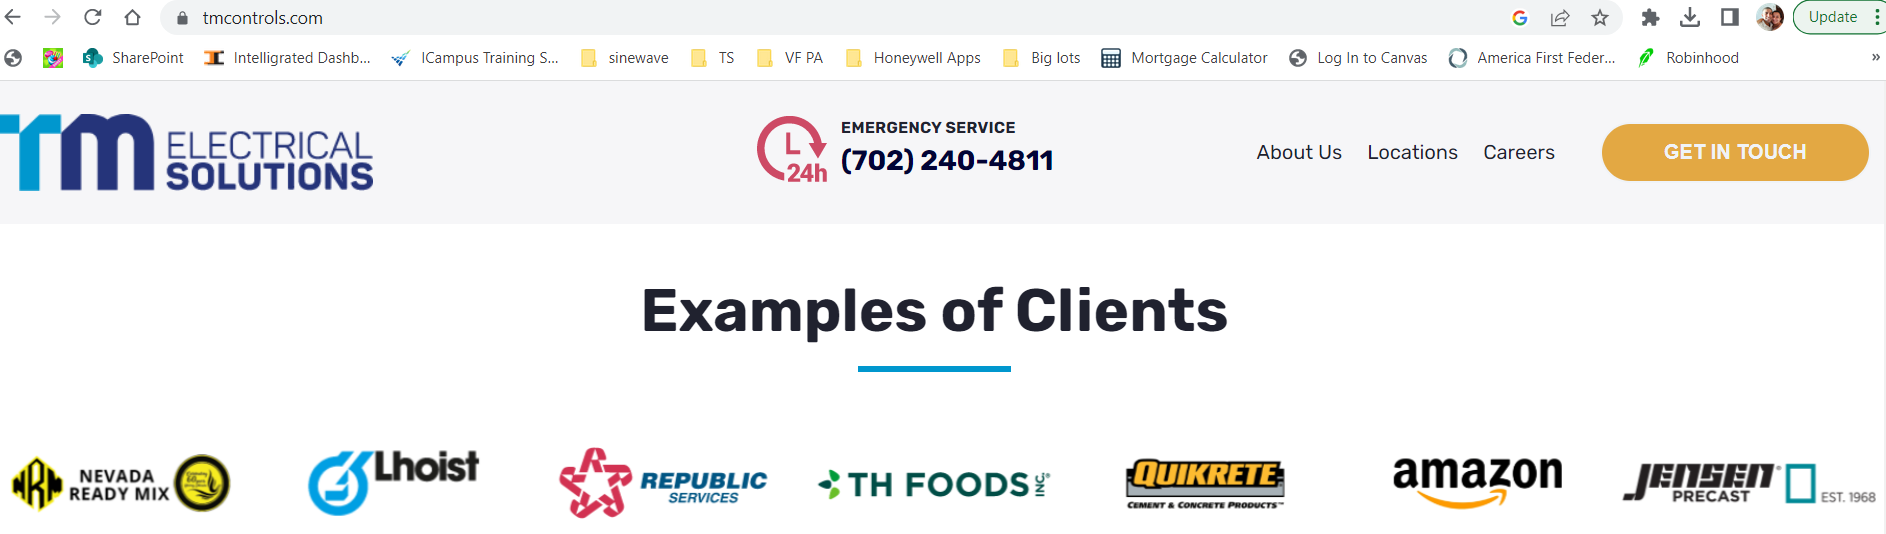 tmcontrols.com
Update
SharePoint
Intelligrated Dashb...
ICampus Training S...
sinewave
TS
VF PA
Honeywell Apps
Big lots
Mortgage Calculator
Log In to Canvas
America First Feder...
Robinhood
»
TM ELECTRICAL SOLUTIONS
24h
EMERGENCY SERVICE
(702) 240-4811
About Us
Locations
Careers
GET IN TOUCH
Examples of Clients
NRM
NEVADA
READY MIX
Lhoist
REPUBLIC
SERVICES
TH FOODS INC.
QUIKRETE
CEMENT & CONCRETE PRODUCTS™
amazon
JENSEN®
PRECAST
EST. 1968